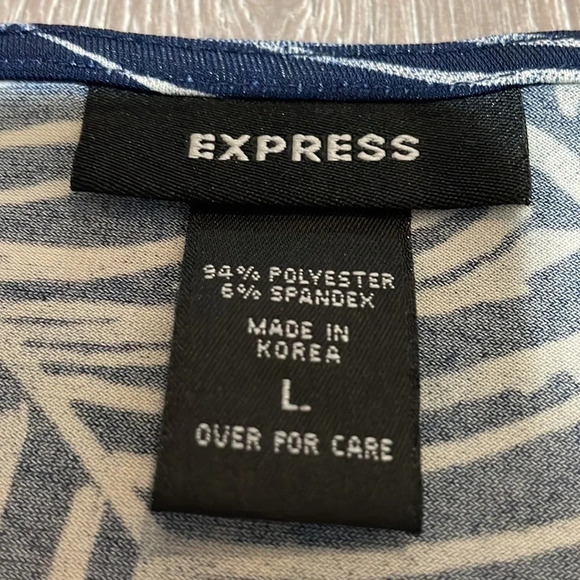 EXPRESS
94% POLYESTER
6% SPANDEX
MADE IN
KOREA
L
OVER FOR CARE